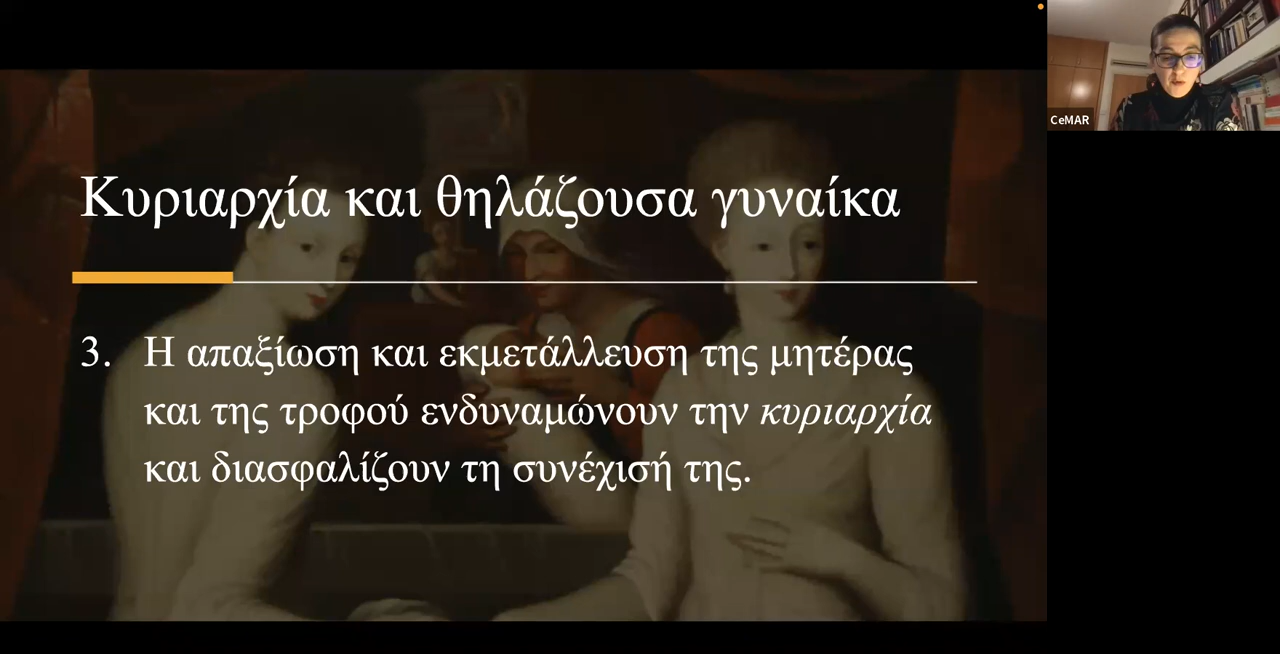 Κυριαρχία και θηλάζουσα γυναίκα
3. Η απαξίωση και εκμετάλλευση της μητέρας
και της τροφού ενδυναμώνουν την κυριαρχία
και διασφαλίζουν τη συνέχισή της.
CeMAR